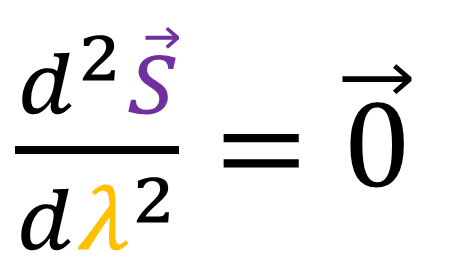 d²s⃗
dλ² = 0⃗